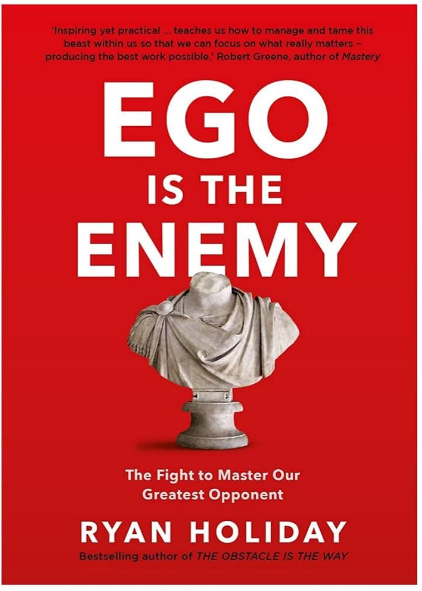 'Inspiring yet practical ... teaches us how to manage and tame this
beast within us so that we can focus on what really matters –
producing the best work possible.' Robert Greene, author of Mastery
EGO
IS THE
ENEMY
The Fight to Master Our
Greatest Opponent
RYAN HOLIDAY
Bestselling author of THE OBSTACLE IS THE WAY